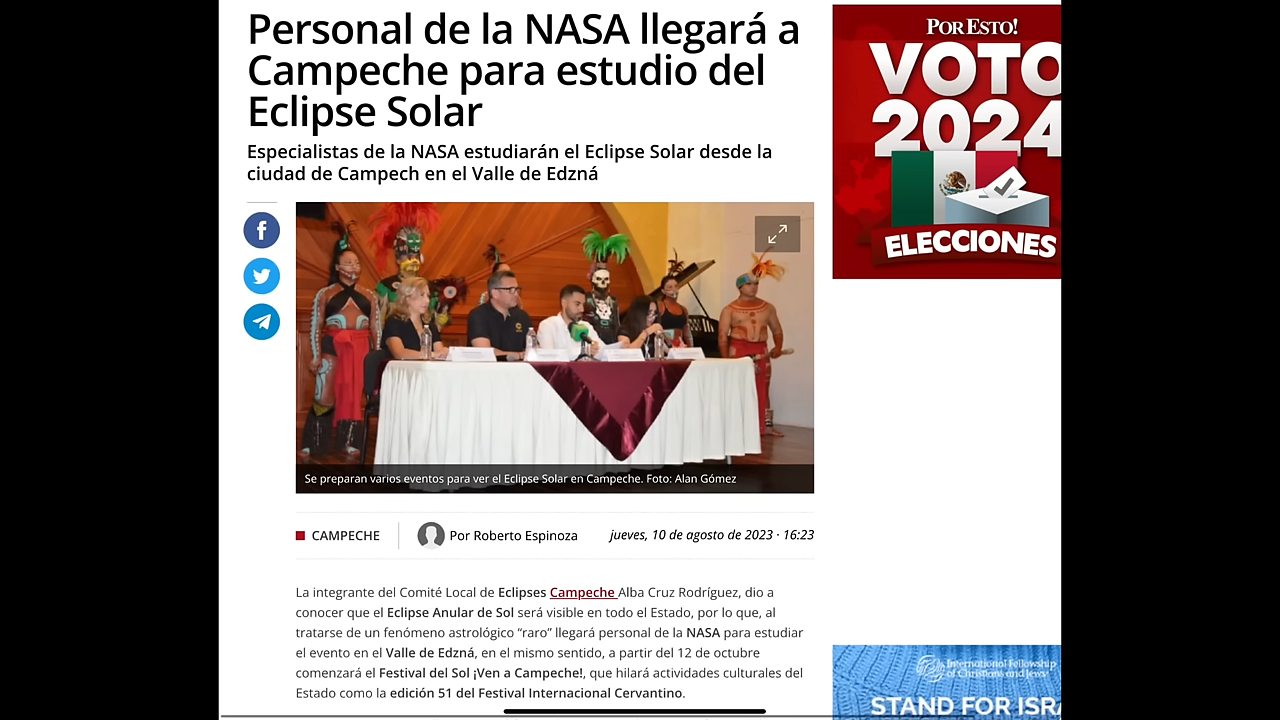 Personal de la NASA llegará a
Campeche para estudio del
Eclipse Solar
Especialistas de la NASA estudiarán el Eclipse Solar desde la
ciudad de Campech en el Valle de Edzná
Se preparan varios eventos para ver el Eclipse Solar en Campeche. Foto: Alan Gómez
CAMPECHE
Por Roberto Espinoza
jueves, 10 de agosto de 2023 · 16:23
La integrante del Comité Local de Eclipses Campeche Alba Cruz Rodríguez, dio a
conocer que el Eclipse Anular de Sol será visible en todo el Estado, por lo que, al
tratarse de un fenómeno astrológico “raro” llegará personal de la NASA para estudiar
el evento en el Valle de Edzná, en el mismo sentido, a partir del 12 de octubre
comenzará el Festival del Sol ¡Ven a Campeche!, que hilará actividades culturales del
Estado como la edición 51 del Festival Internacional Cervantino.
POR ESTO!
VOTO
2024
ELECCIONES
International Fellowship
of Christians and Jews
STAND FOR ISRA